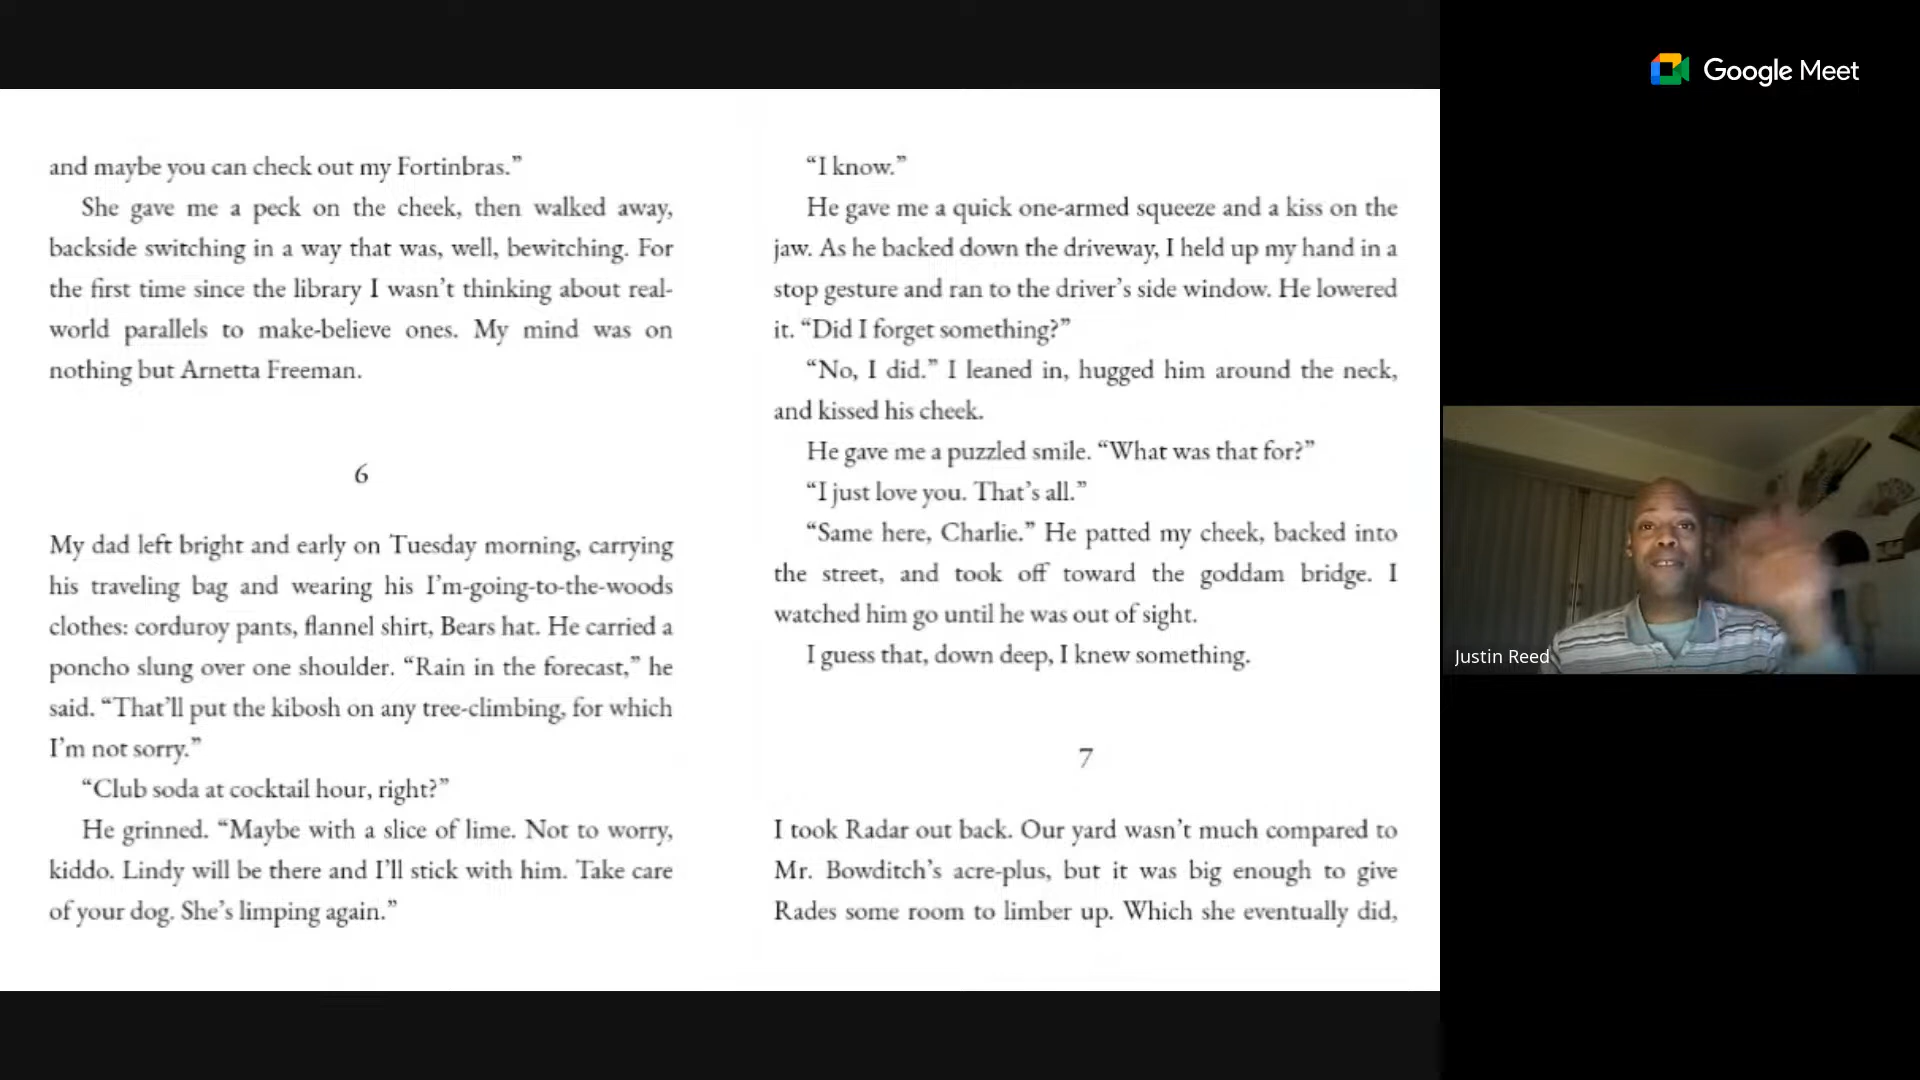 and maybe you can check out my Fortinbras.”
She gave me a peck on the cheek, then walked away,
backside switching in a way that was, well, bewitching. For
the first time since the library I wasn’t thinking about real-
world parallels to make-believe ones. My mind was on
nothing but Arnetta Freeman.
6
My dad left bright and early on Tuesday morning, carrying
his traveling bag and wearing his I’m-going-to-the-woods
clothes: corduroy pants, flannel shirt, Bears hat. He carried a
poncho slung over one shoulder. “Rain in the forecast,” he
said. “That’ll put the kibosh on any tree-climbing, for which
I’m not sorry.”
“Club soda at cocktail hour, right?”
He grinned. “Maybe with a slice of lime. Not to worry,
kiddo. Lindy will be there and I’ll stick with him. Take care
of your dog. She’s limping again.”
“I know.”
He gave me a quick one-armed squeeze and a kiss on the
jaw. As he backed down the driveway, I held up my hand in a
stop gesture and ran to the driver’s side window. He lowered
it. “Did I forget something?”
“No, I did.” I leaned in, hugged him around the neck,
and kissed his cheek.
He gave me a puzzled smile. “What was that for?”
“I just love you. That’s all.”
“Same here, Charlie.” He patted my cheek, backed into
the street, and took off toward the goddam bridge. I
watched him go until he was out of sight.
I guess that, down deep, I knew something.
7
I took Radar out back. Our yard wasn’t much compared to
Mr. Bowditch’s acre-plus, but it was big enough to give
Rades some room to limber up. Which she eventually did,
Google Meet
Justin Reed